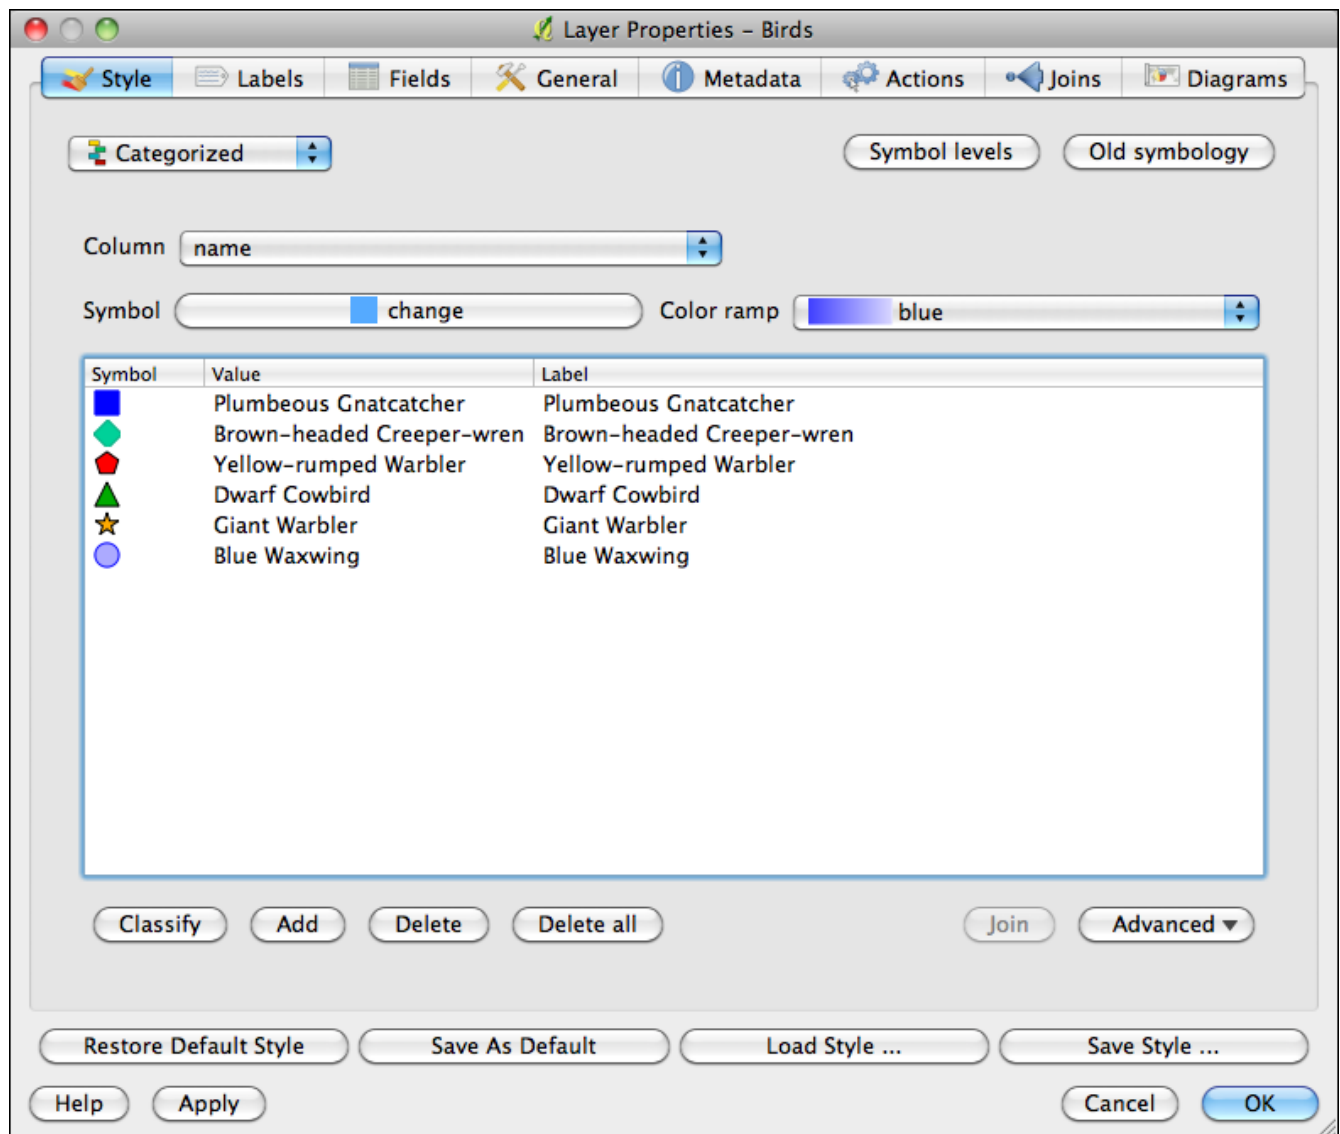 Layer Properties – Birds
Style Labels Fields General Metadata Actions Joins Diagrams
Categorized Symbol levels Old symbology
Column name
Symbol change Color ramp blue
Symbol Value Label
Plumbeous Gnatcatcher Plumbeous Gnatcatcher
Brown-headed Creeper-wren Brown-headed Creeper-wren
Yellow-rumped Warbler Yellow-rumped Warbler
Dwarf Cowbird Dwarf Cowbird
Giant Warbler Giant Warbler
Blue Waxwing Blue Waxwing
Classify Add Delete Delete all Join Advanced
Restore Default Style Save As Default Load Style ... Save Style ...
Help Apply Cancel OK